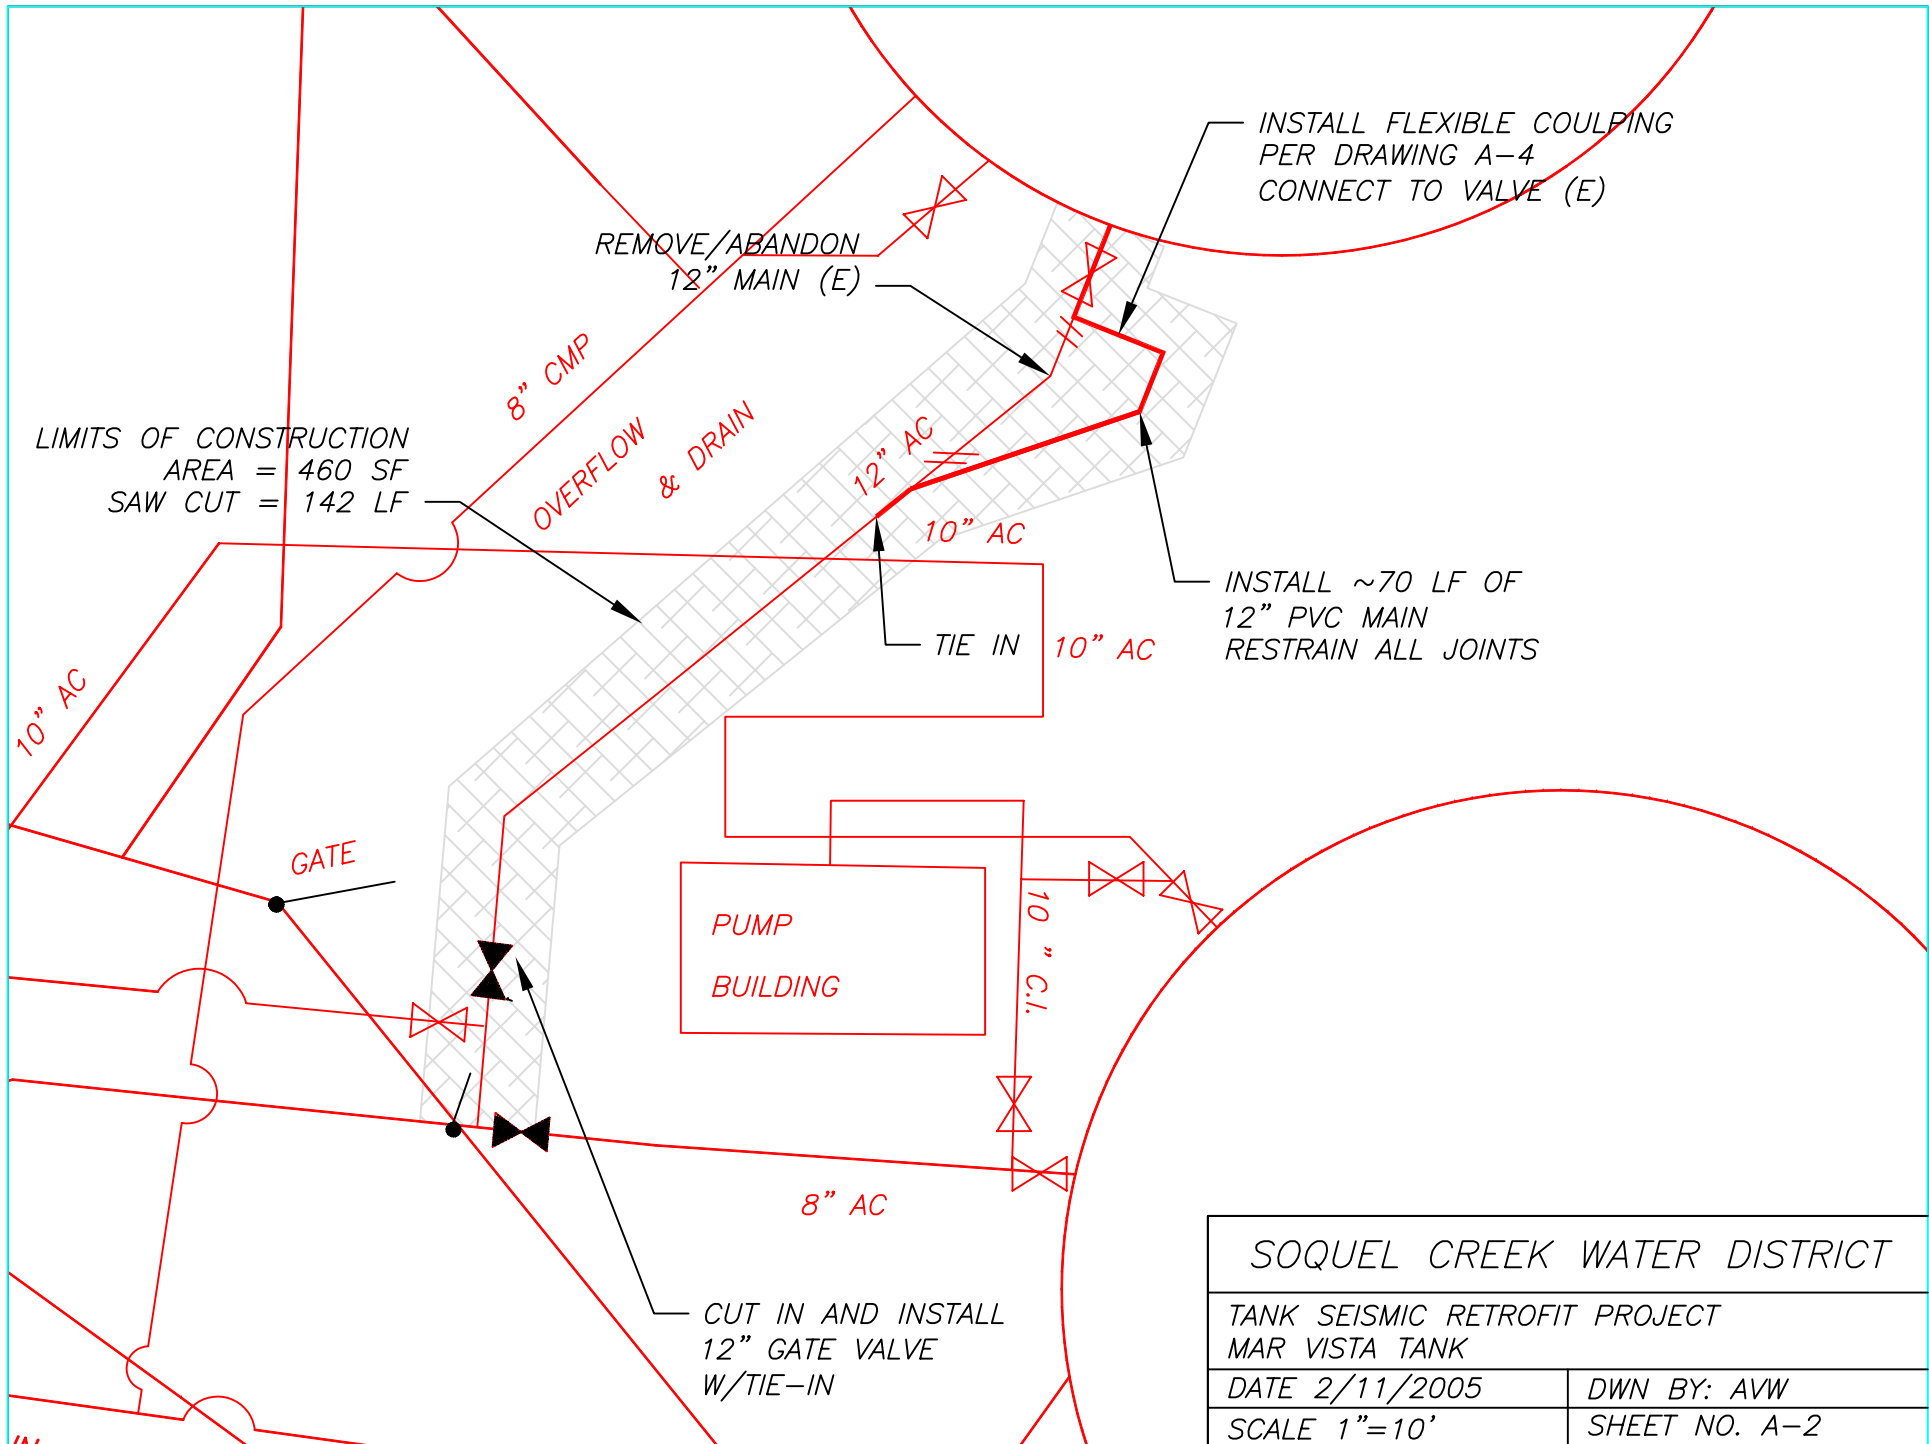 INSTALL FLEXIBLE COULPING
PER DRAWING A-4
CONNECT TO VALVE (E)
REMOVE/ABANDON
12" MAIN (E)
8" CMP
OVERFLOW
& DRAIN
12" AC
LIMITS OF CONSTRUCTION
AREA = 460 SF
SAW CUT = 142 LF
10" AC
INSTALL ~70 LF OF
12" PVC MAIN
RESTRAIN ALL JOINTS
TIE IN
10" AC
10" AC
GATE
PUMP
BUILDING
10 " C.I.
8" AC
CUT IN AND INSTALL
12" GATE VALVE
W/TIE-IN
SOQUEL CREEK WATER DISTRICT
TANK SEISMIC RETROFIT PROJECT
MAR VISTA TANK
DATE 2/11/2005
DWN BY: AVW
SCALE 1"=10'
SHEET NO. A-2